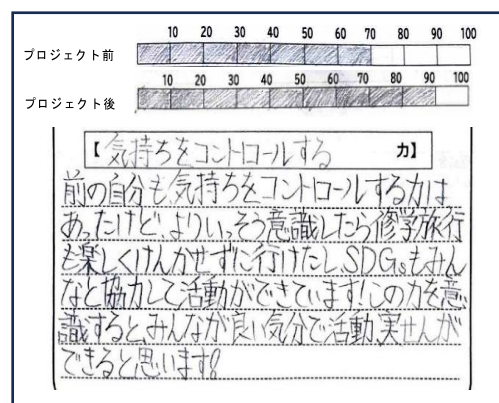 10 20 30 40 50 60 70 80 90 100
プロジェクト前
10 20 30 40 50 60 70 80 90 100
プロジェクト後
【気持ちをコントロールする 力】
前の自分も、気持ちをコントロールする力は
あったけど、よりいっそう意識したら修学旅行
も楽しくけんかせずに行けたし、SDGsもみん
なと協力して活動ができています!この力を意
識すると、みんなが良い気分で活動、実せんが
できると思います!